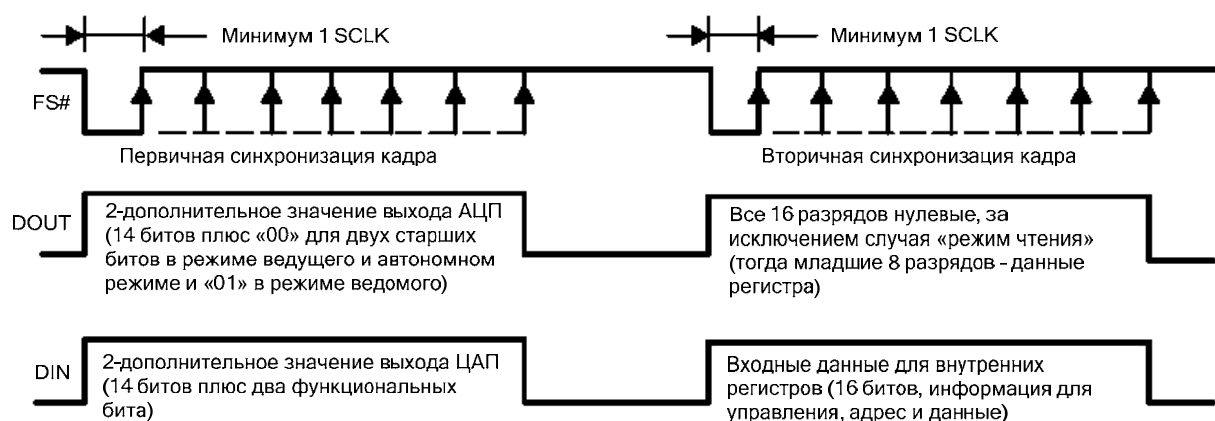 Минимум 1 SCLK
Минимум 1 SCLK
FS#
Первичная синхронизация кадра
Вторичная синхронизация кадра
DOUT
2-дополнительное значение выхода АЦП
(14 битов плюс «00» для двух старших
битов в режиме ведущего и автономном
режиме и «01» в режиме ведомого)
Все 16 разрядов нулевые, за
исключением случая «режим чтения»
(тогда младшие 8 разрядов - данные
регистра)
DIN
2-дополнительное значение выхода ЦАП
(14 битов плюс два функциональных
бита)
Входные данные для внутренних
регистров (16 битов, информация для
управления, адрес и данные)